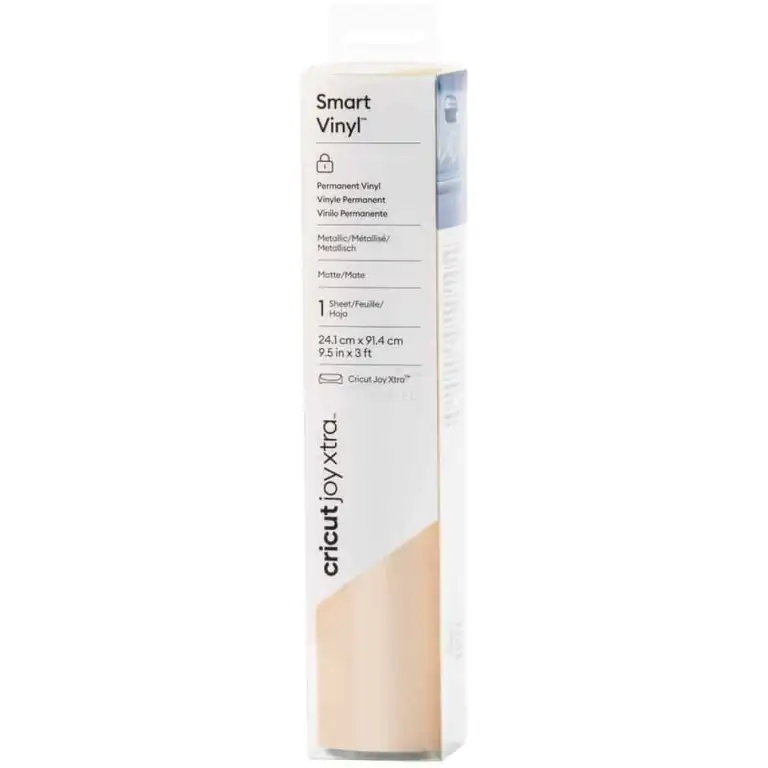 Smart
Vinyl™
Permanent Vinyl
Vinyle Permanent
Vinilo Permanente
Metallic/Métallisé/
Metallisch
Matte/Mate
1 Sheet/Feuille/
Hoja
24.1 cm x 91.4 cm
9.5 in x 3 ft
Cricut Joy Xtra™
cricut joy xtra™